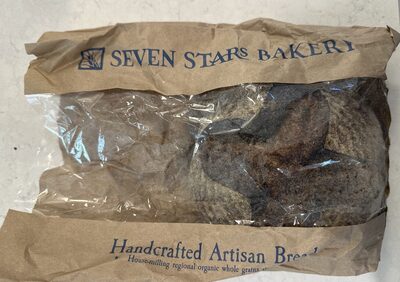 SEVEN STARS BAKERY
Handcrafted Artisan Bread
House-milling regional organic whole grains